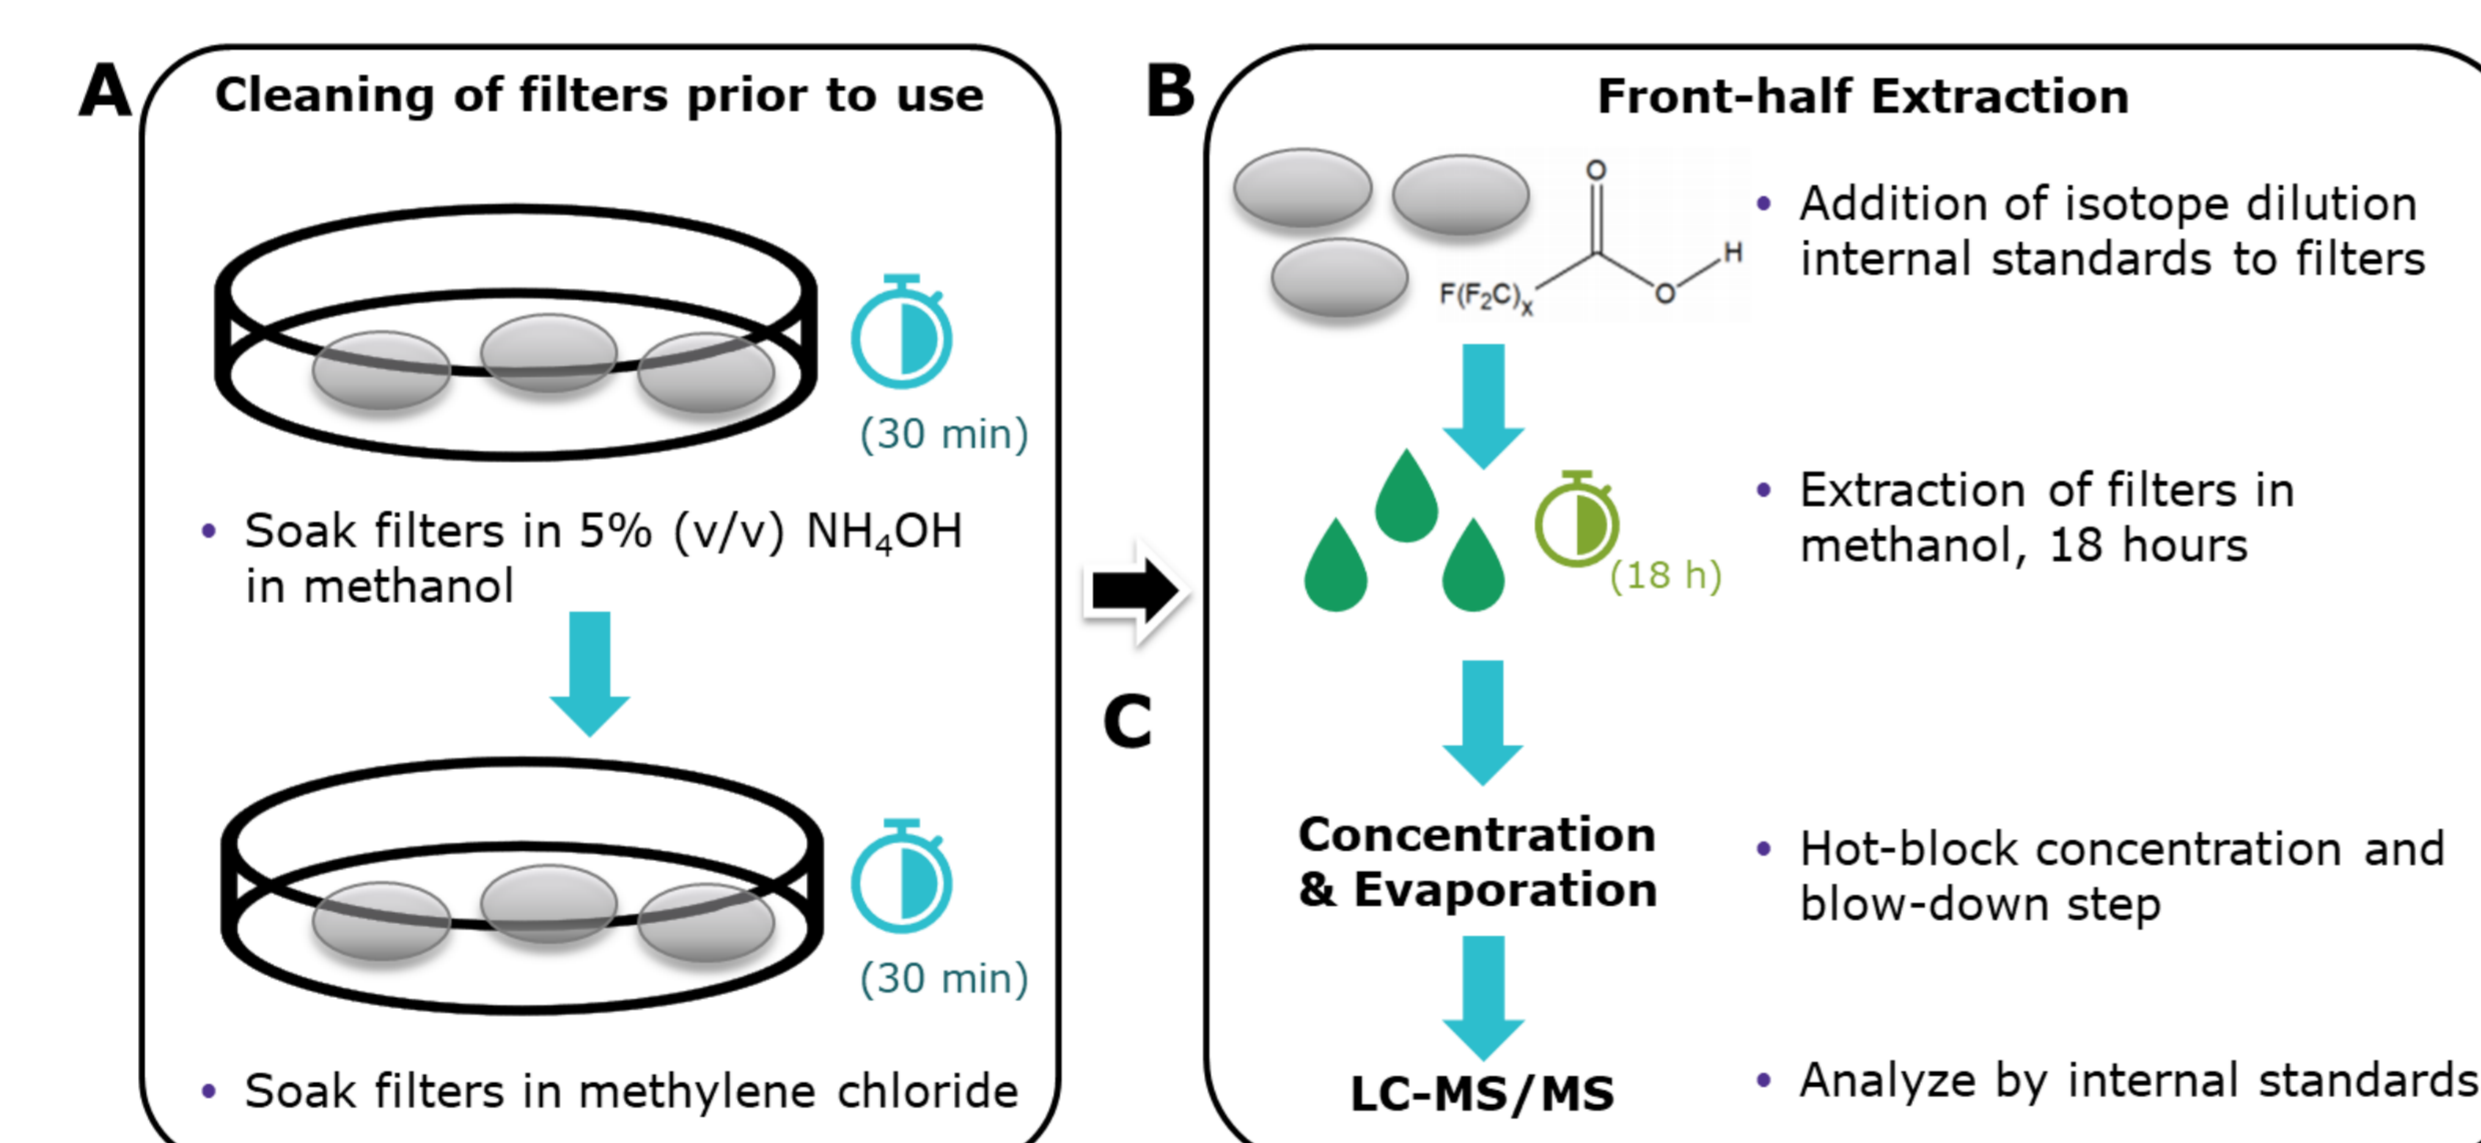 A
Cleaning of filters prior to use
(30 min)
• Soak filters in 5% (v/v) NH₄OH
in methanol
(30 min)
• Soak filters in methylene chloride
C
B
Front-half Extraction
O
H
F(F₂C)ₓ
O
• Addition of isotope dilution
internal standards to filters
(18 h)
• Extraction of filters in
methanol, 18 hours
Concentration
& Evaporation
• Hot-block concentration and
blow-down step
LC-MS/MS
• Analyze by internal standards